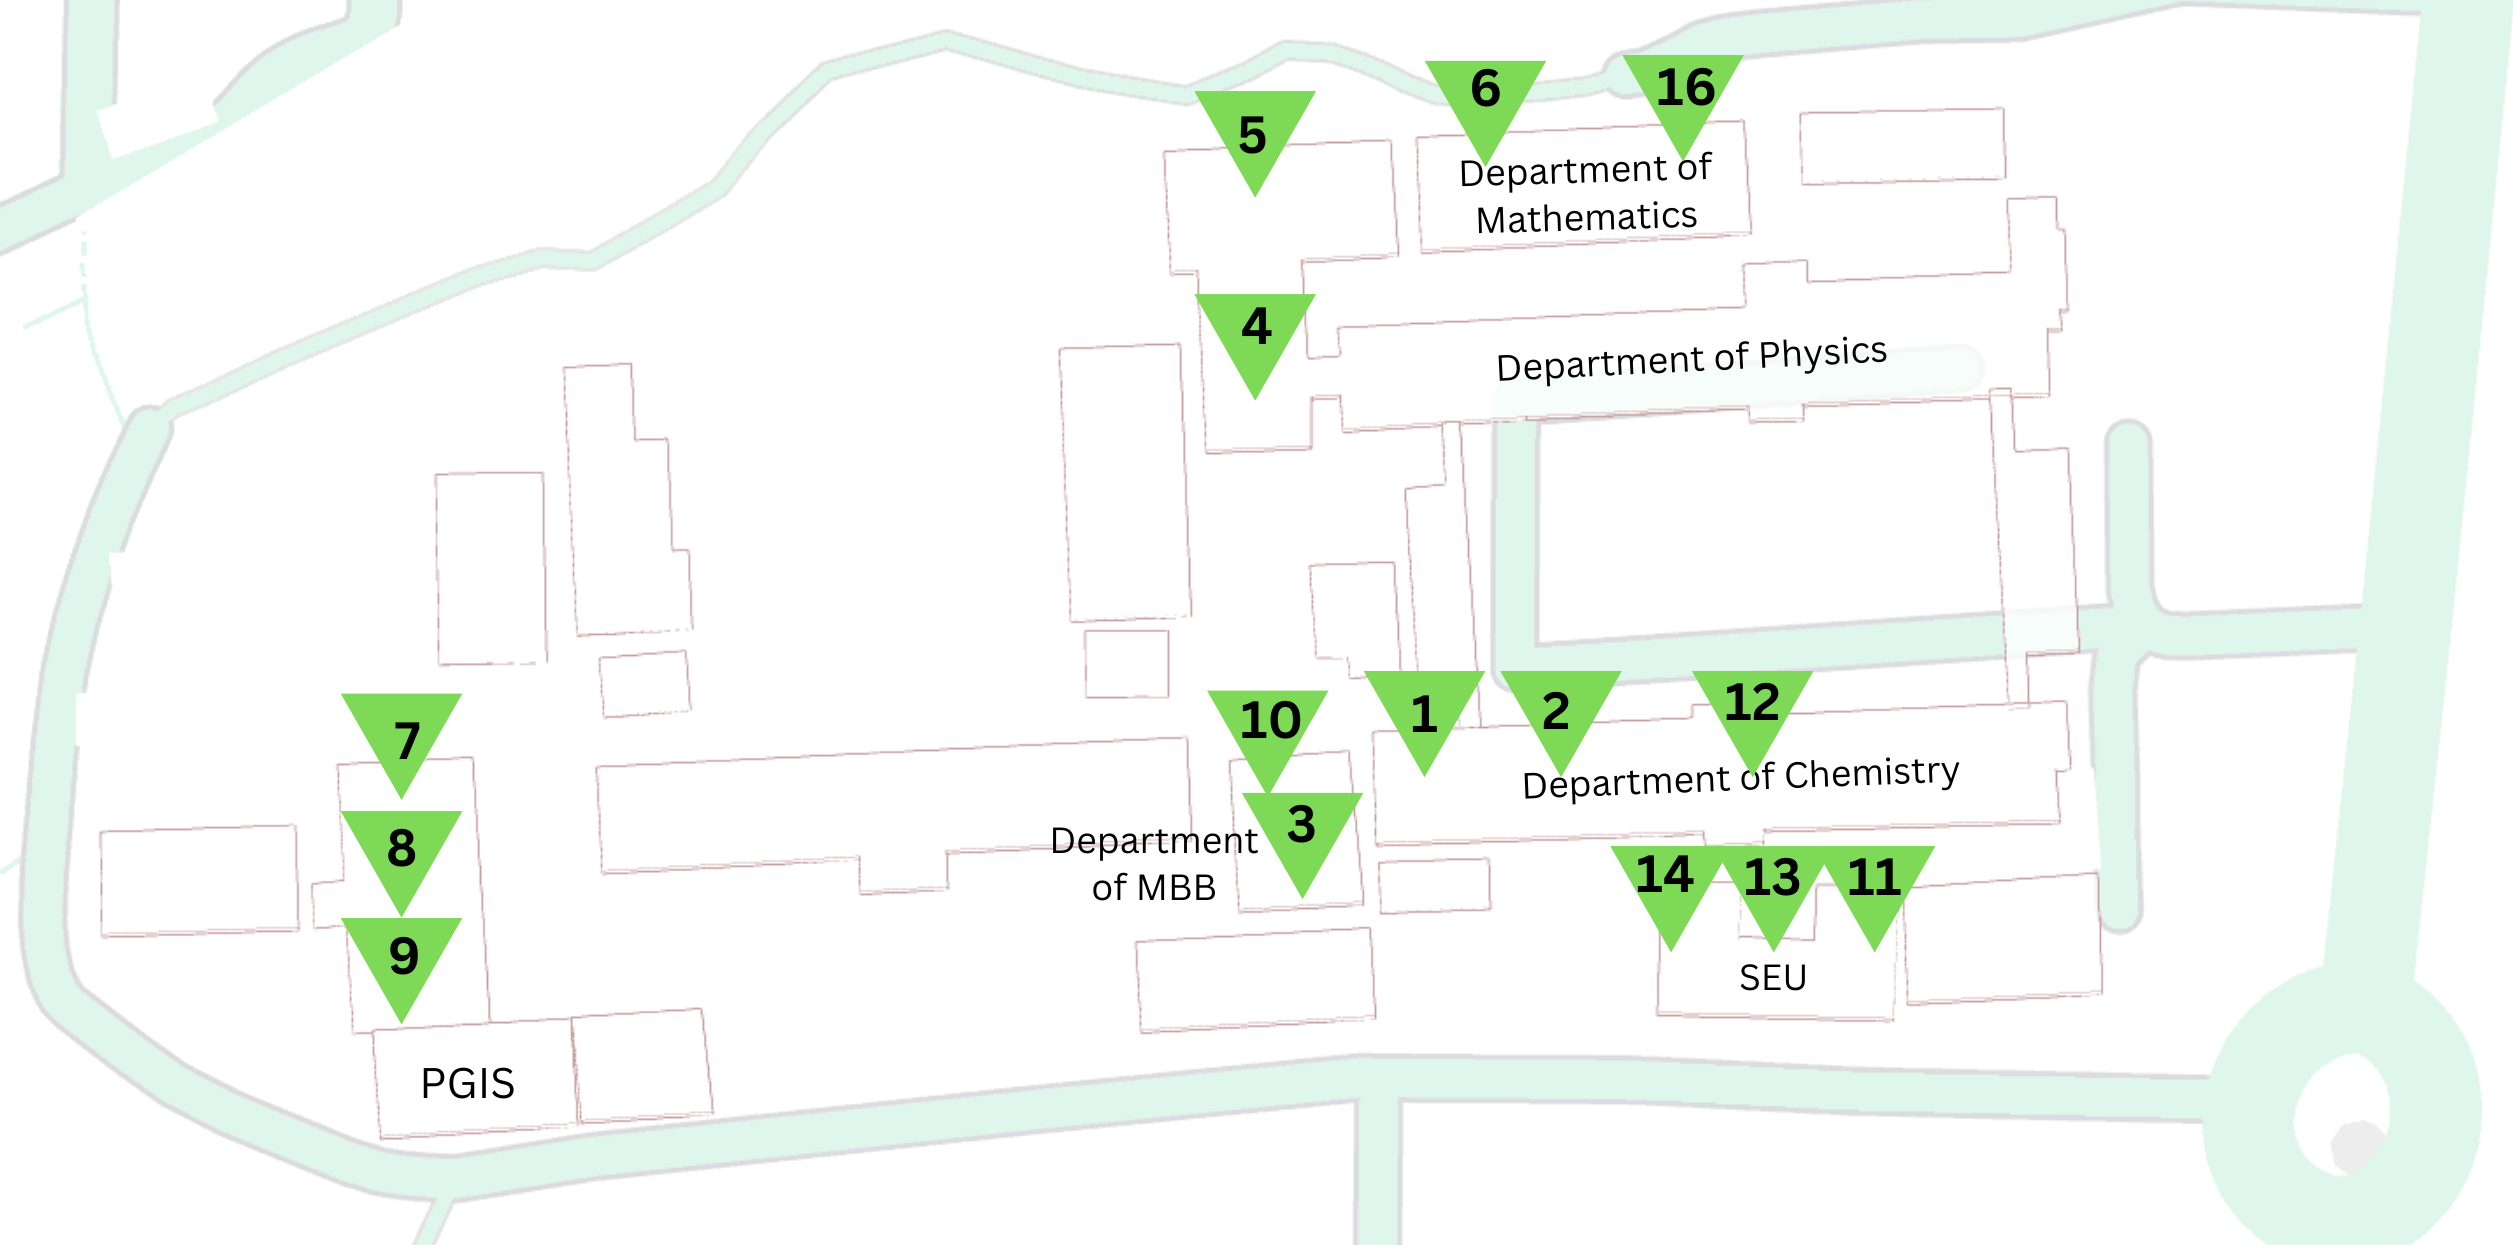 6
16
5
Department of
Mathematics
4
Department of Physics
7
10
1
2
12
Department of Chemistry
8
3
Department
of MBB
14
13
11
9
SEU
PGIS